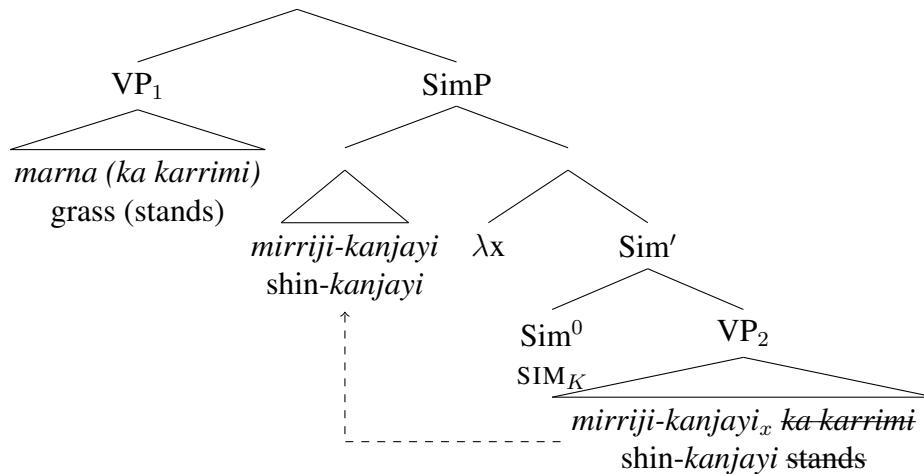 VP₁ SimP
marna (ka karrimi)
grass (stands)
mirriji-kanjayi λx Sim′
shin-kanjayi
Sim⁰ VP₂
SIM_K
mirriji-kanjayiₓ ka karrimi
shin-kanjayi stands